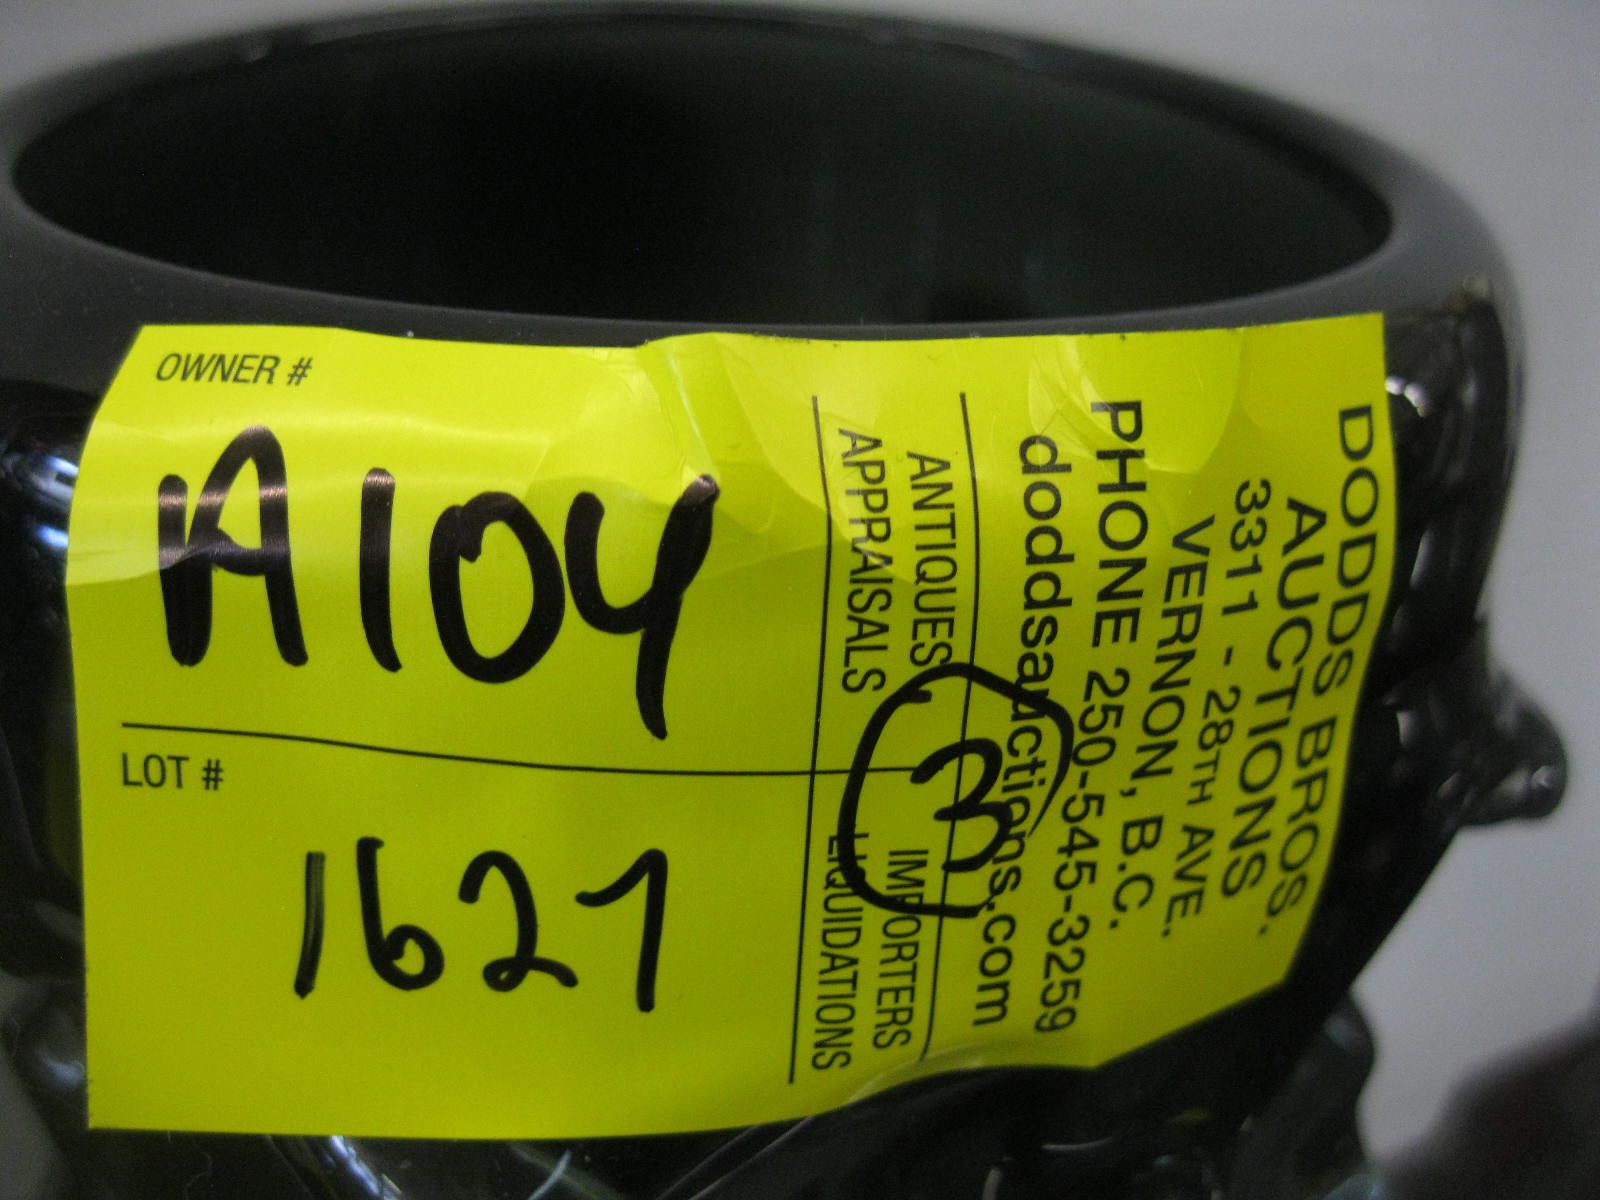 OWNER #
A104
LOT #
1627
DODDS BROS.
AUCTIONS
3311 - 28TH AVE.
VERNON, B.C.
PHONE 250-545-3259
doddsauctions.com
ANTIQUES IMPORTERS
APPRAISALS LIQUIDATIONS
3